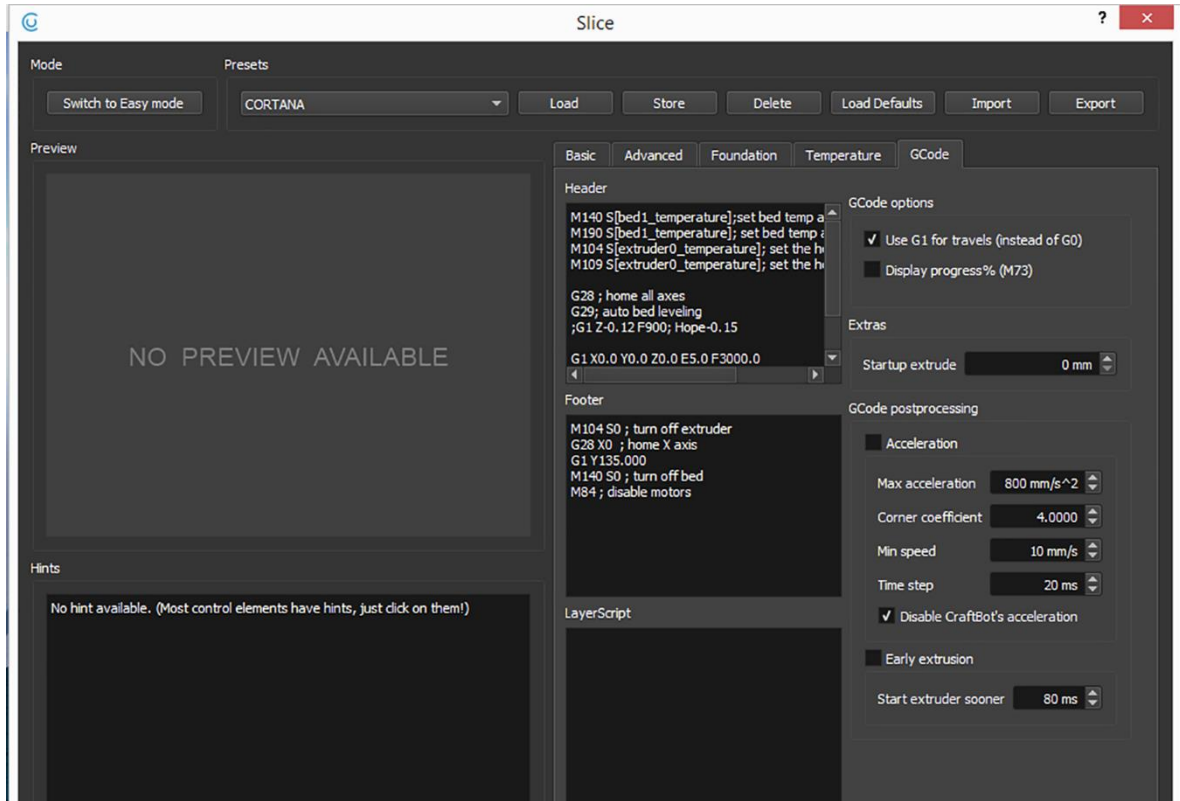 Slice
?
Mode
Presets
Switch to Easy mode
CORTANA
Load
Store
Delete
Load Defaults
Import
Export
Preview
NO PREVIEW AVAILABLE
Hints
No hint available. (Most control elements have hints, just click on them!)
Basic
Advanced
Foundation
Temperature
GCode
Header
M140 S[bed1_temperature];set bed temp a
M190 S[bed1_temperature]; set bed temp a
M104 S[extruder0_temperature]; set the h
M109 S[extruder0_temperature]; set the h
G28 ; home all axes
G29; auto bed leveling
;G1 Z-0.12 F900; Hope-0.15
G1 X0.0 Y0.0 Z0.0 E5.0 F3000.0
Footer
M104 S0 ; turn off extruder
G28 X0  ; home X axis
G1 Y135.000
M140 S0 ; turn off bed
M84 ; disable motors
LayerScript
GCode options
Use G1 for travels (instead of G0)
Display progress% (M73)
Extras
Startup extrude
0 mm
GCode postprocessing
Acceleration
Max acceleration
800 mm/s^2
Corner coefficient
4.0000
Min speed
10 mm/s
Time step
20 ms
Disable CraftBot's acceleration
Early extrusion
Start extruder sooner
80 ms